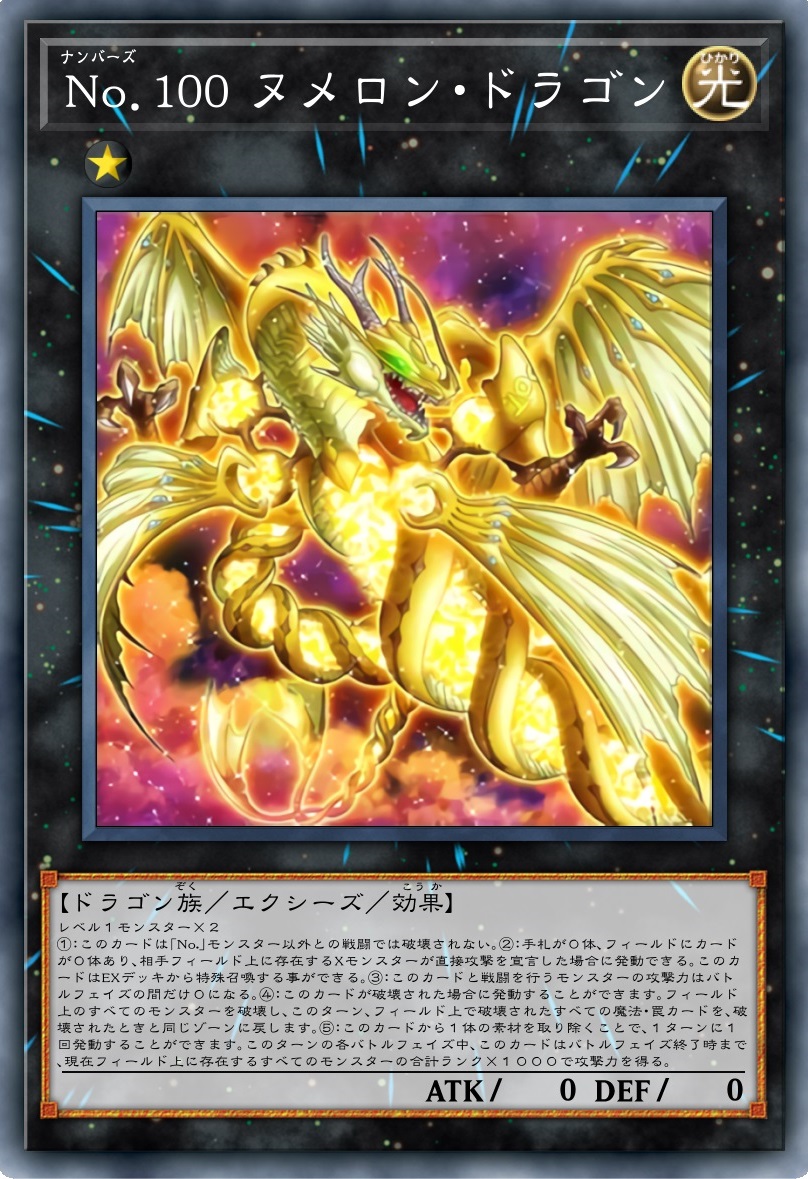 ナンバーズ
No. 100 ヌメロン・ドラゴン
ひかり
光
【ドラゴン族／エクシーズ／効果】
ぞく
こうか
レベル1モンスター×2
①:このカードは「No.」モンスター以外との戦闘では破壊されない。②:手札が0体、フィールドにカード
が0体あり、相手フィールド上に存在するXモンスターが直接攻撃を宣言した場合に発動できる。このカ
ードはEXデッキから特殊召喚する事ができる。③:このカードと戦闘を行うモンスターの攻撃力はバト
ルフェイズの間だけ0になる。④:このカードが破壊された場合に発動することができます。フィールド
上のすべてのモンスターを破壊し、このターン、フィールド上で破壊されたすべての魔法・罠カードを、破
壊されたときと同じゾーンに戻します。⑤:このカードから1体の素材を取り除くことで、1ターンに1
回発動することができます。このターンの各バトルフェイズ中、このカードはバトルフェイズ終了時まで
、現在フィールド上に存在するすべてのモンスターの合計ランク×1000で攻撃力を得る。
ATK/ 0 DEF/ 0